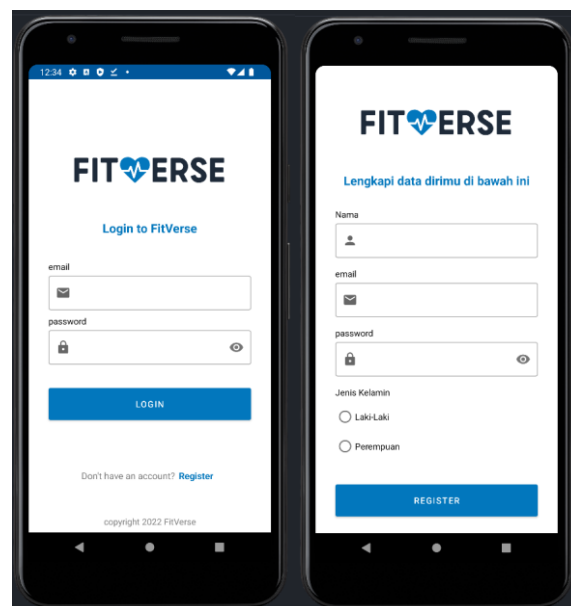 12:34
FITVERSE
Login to FitVerse
email
password
LOGIN
Don't have an account? Register
copyright 2022 FitVerse
FITVERSE
Lengkapi data dirimu di bawah ini
Nama
email
password
Jenis Kelamin
Laki-Laki
Perempuan
REGISTER